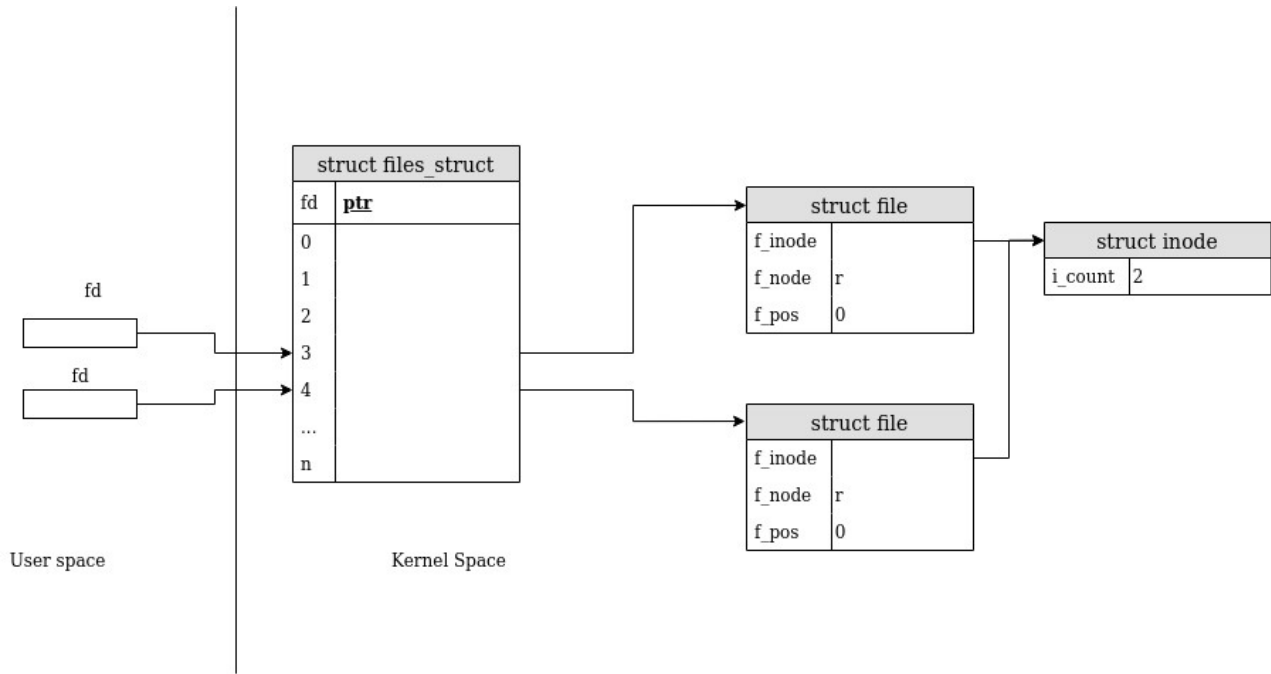 fd
fd
User space
struct files_struct
fd ptr
0
1
2
3
4
...
n
Kernel Space
struct file
f_inode
f_node r
f_pos 0
struct file
f_inode
f_node r
f_pos 0
struct inode
i_count 2